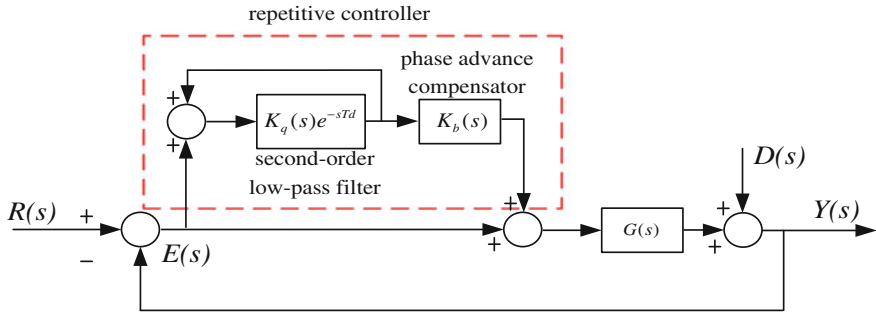 repetitive controller
phase advance
compensator
+
+
K_q(s)e^{-sTd}
K_b(s)
second-order
low-pass filter
D(s)
R(s)
+
−
E(s)
+
+
G(s)
+
+
Y(s)